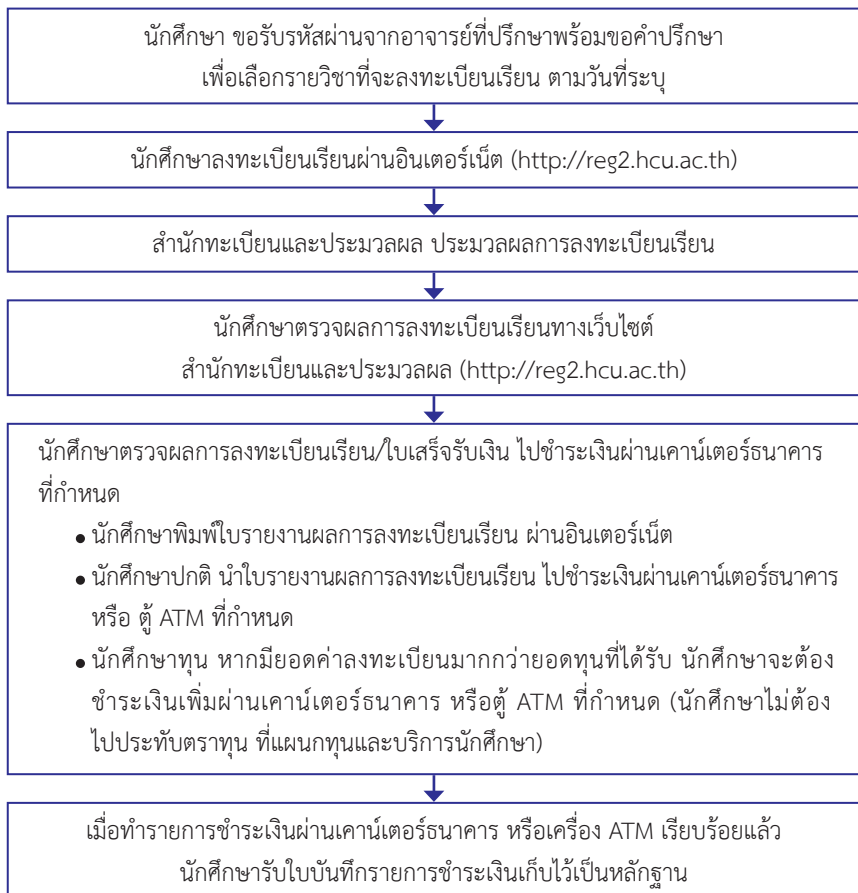 นักศึกษา ขอรับรหัสผ่านจากอาจารย์ที่ปรึกษาพร้อมขอคำปรึกษา
เพื่อเลือกรายวิชาที่จะลงทะเบียนเรียน ตามวันที่ระบุ
นักศึกษาลงทะเบียนเรียนผ่านอินเตอร์เน็ต (http://reg2.hcu.ac.th)
สำนักทะเบียนและประมวลผล ประมวลผลการลงทะเบียนเรียน
นักศึกษาตรวจผลการลงทะเบียนเรียนทางเว็บไซต์
สำนักทะเบียนและประมวลผล (http://reg2.hcu.ac.th)
นักศึกษาตรวจผลการลงทะเบียนเรียน/ใบเสร็จรับเงิน ไปชำระเงินผ่านเคาน์เตอร์ธนาคาร
ที่กำหนด
• นักศึกษาพิมพ์ใบรายงานผลการลงทะเบียนเรียน ผ่านอินเตอร์เน็ต
• นักศึกษาปกติ นำใบรายงานผลการลงทะเบียนเรียน ไปชำระเงินผ่านเคาน์เตอร์ธนาคาร
หรือ ตู้ ATM ที่กำหนด
• นักศึกษาทุน หากมียอดค่าลงทะเบียนมากกว่ายอดทุนที่ได้รับ นักศึกษาจะต้อง
ชำระเงินเพิ่มผ่านเคาน์เตอร์ธนาคาร หรือตู้ ATM ที่กำหนด (นักศึกษาไม่ต้อง
ไปประทับตราทุน ที่แผนกทุนและบริการนักศึกษา)
เมื่อทำรายการชำระเงินผ่านเคาน์เตอร์ธนาคาร หรือเครื่อง ATM เรียบร้อยแล้ว
นักศึกษารับใบบันทึกรายการชำระเงินเก็บไว้เป็นหลักฐาน